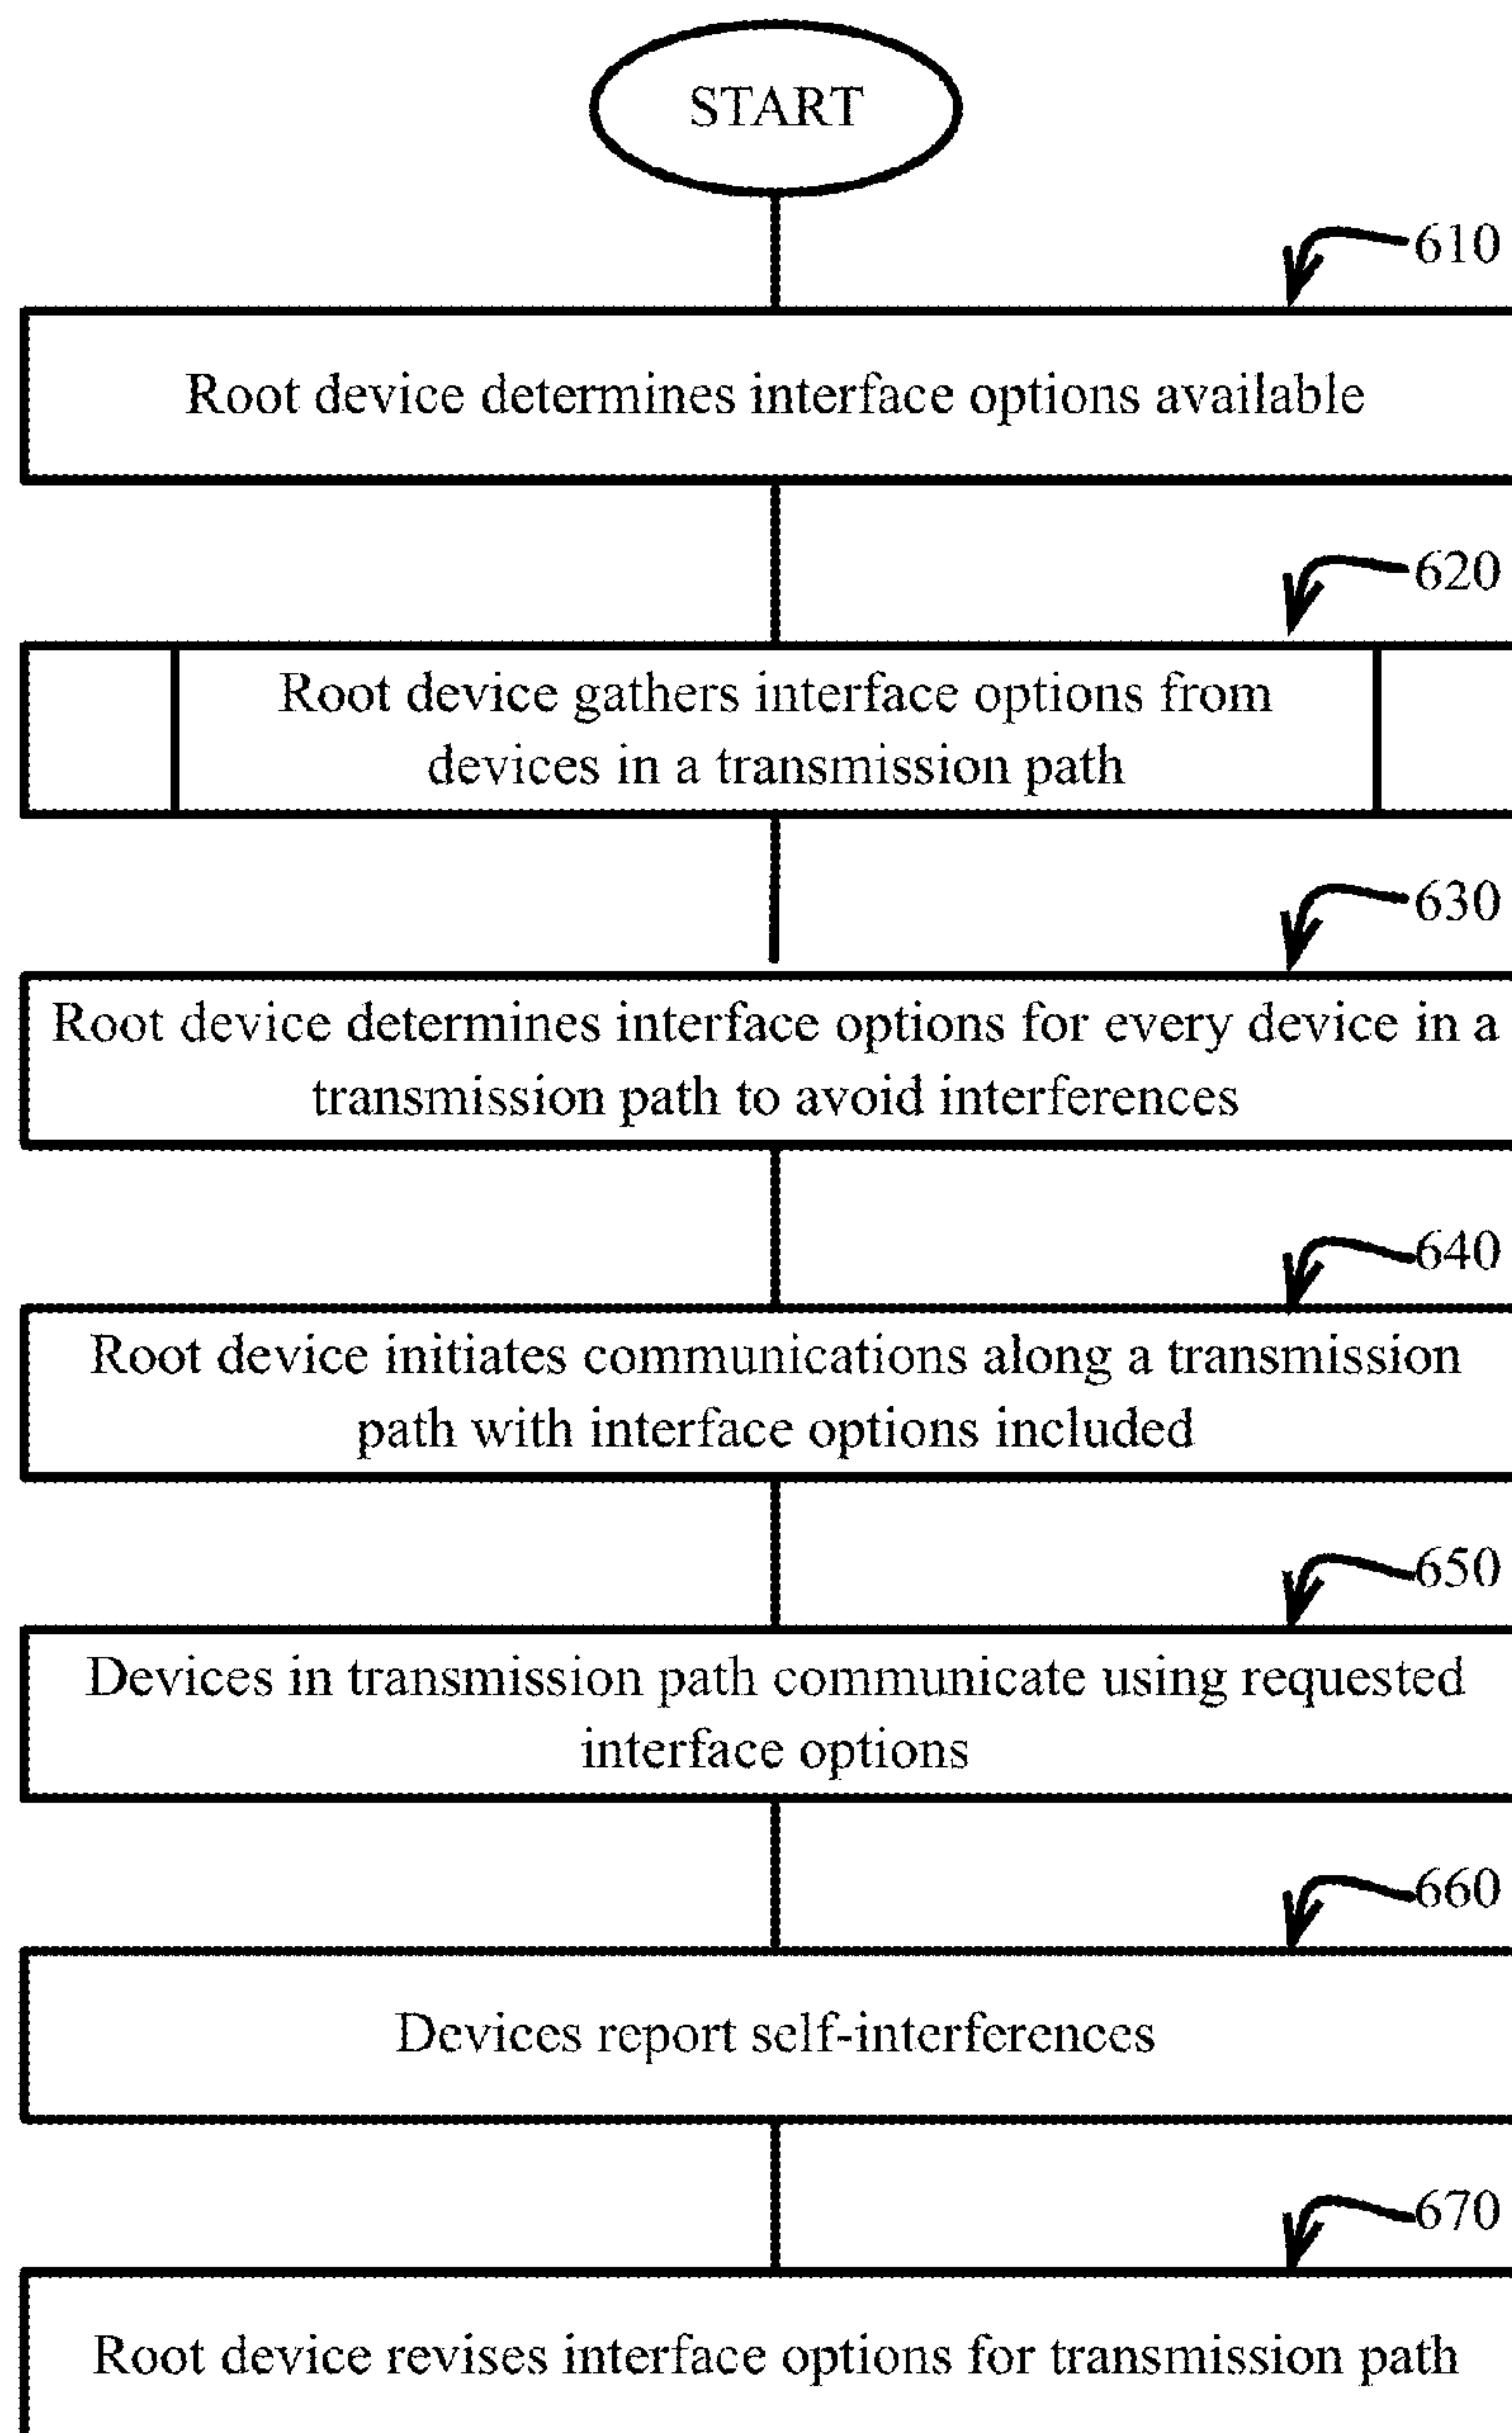 START
610
Root device determines interface options available
620
Root device gathers interface options from
devices in a transmission path
630
Root device determines interface options for every device in a
transmission path to avoid interferences
640
Root device initiates communications along a transmission
path with interface options included
650
Devices in transmission path communicate using requested
interface options
660
Devices report self-interferences
670
Root device revises interface options for transmission path